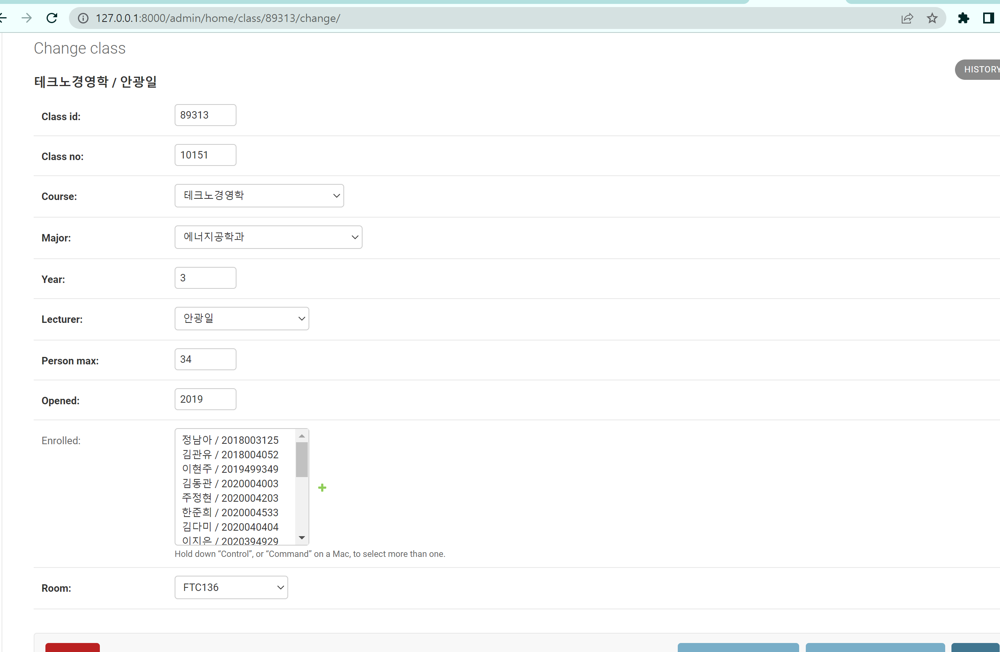 127.0.0.1:8000/admin/home/class/89313/change/
Change class
HISTORY
테크노경영학 / 안광일
Class id: 89313
Class no: 10151
Course: 테크노경영학
Major: 에너지공학과
Year: 3
Lecturer: 안광일
Person max: 34
Opened: 2019
Enrolled:
정남아 / 2018003125
김관유 / 2018004052
이현주 / 2019499349
김동관 / 2020004003
주정현 / 2020004203
한준희 / 2020004533
김다미 / 2020040404
이지은 / 2020394929
Hold down “Control”, or “Command” on a Mac, to select more than one.
Room: FTC136